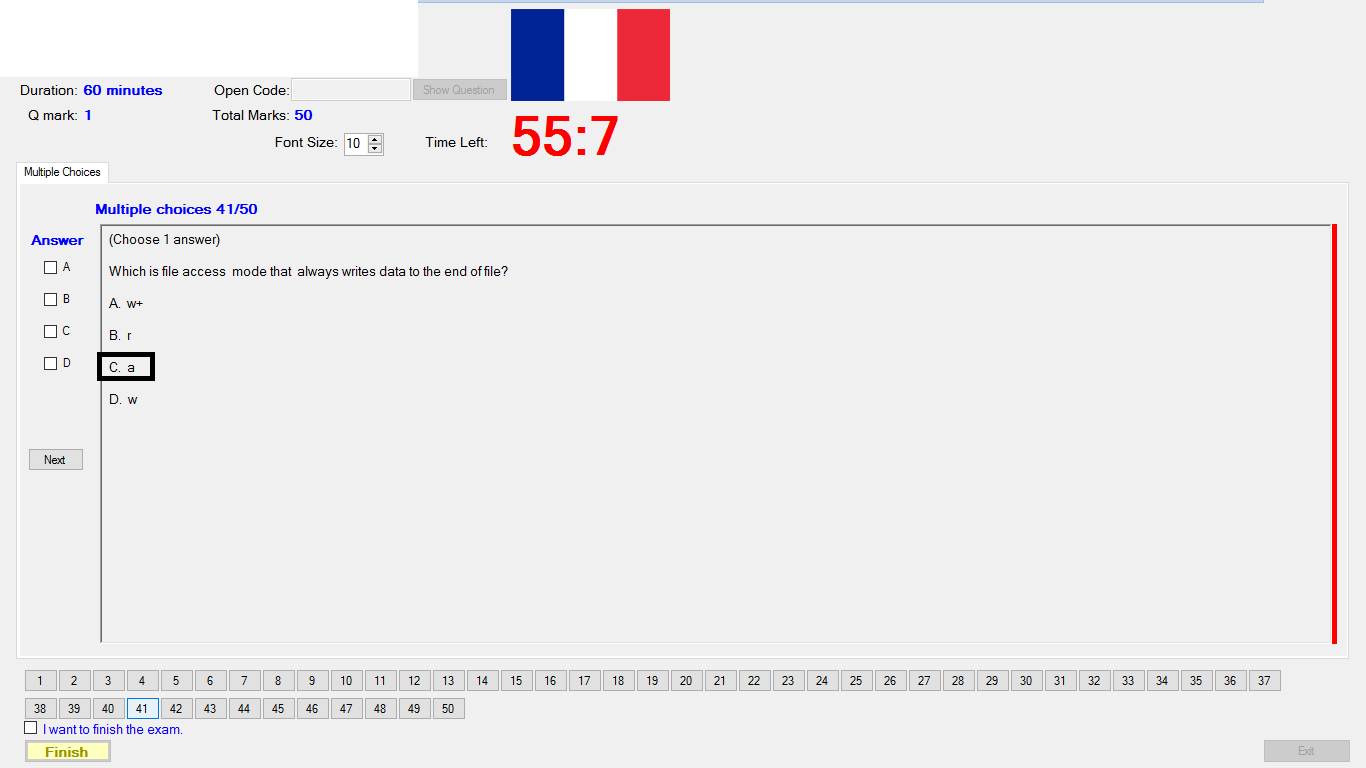 Duration: 60 minutes
Open Code:
Show Question
Q mark: 1
Total Marks: 50
Font Size: 10
Time Left: 55:7
Multiple Choices
Multiple choices 41/50
Answer
(Choose 1 answer)
A
Which is file access mode that always writes data to the end of file?
B
A. w+
C
B. r
D
C. a
D. w
Next
1 2 3 4 5 6 7 8 9 10 11 12 13 14 15 16 17 18 19 20 21 22 23 24 25 26 27 28 29 30 31 32 33 34 35 36 37
38 39 40 41 42 43 44 45 46 47 48 49 50
I want to finish the exam.
Finish
Exit